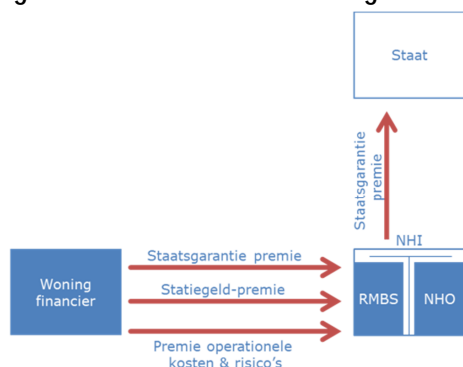 g g
Staat
Staatsgarantie
premie
NHI
Staatsgarantie premie
Woning
financier
Statiegeld-premie
RMBS NHO
Premie operationele
kosten & risico's